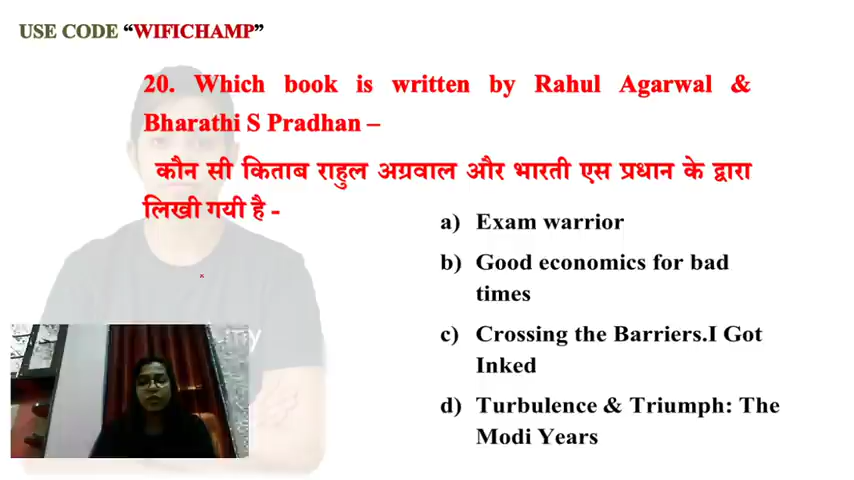 USE CODE “WIFICHAMP”
20. Which book is written by Rahul Agarwal &
Bharathi S Pradhan –
कौन सी किताब राहुल अग्रवाल और भारती एस प्रधान के द्वारा
लिखी गयी है -
a) Exam warrior
b) Good economics for bad
times
c) Crossing the Barriers.I Got
Inked
d) Turbulence & Triumph: The
Modi Years